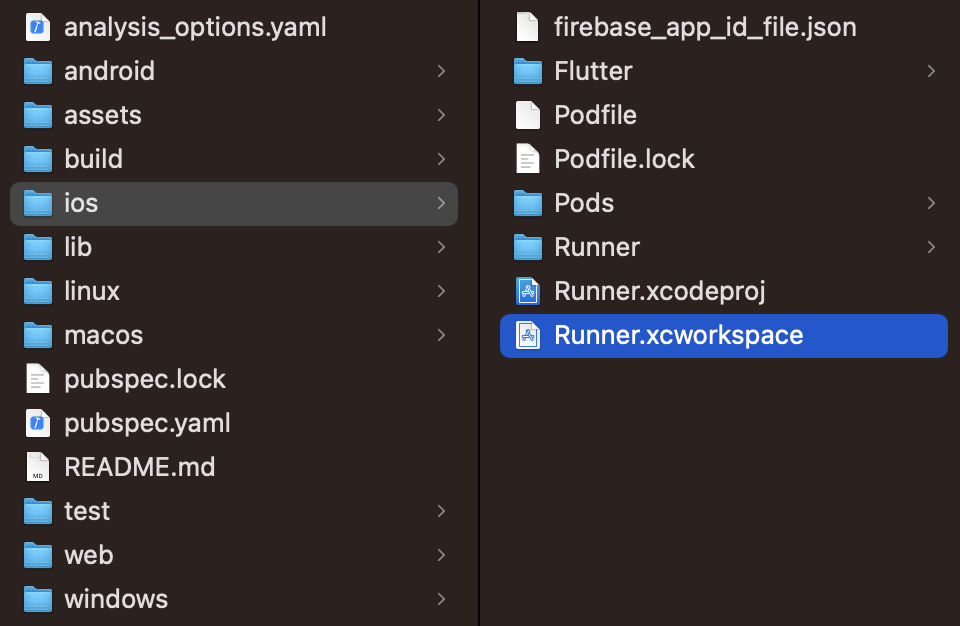 analysis_options.yaml
android
assets
build
ios
lib
linux
macos
pubspec.lock
pubspec.yaml
MD
README.md
test
web
windows
firebase_app_id_file.json
Flutter
Podfile
Podfile.lock
Pods
Runner
Runner.xcodeproj
Runner.xcworkspace